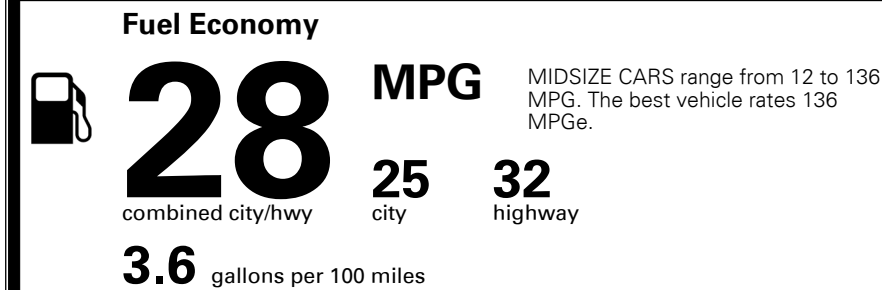 Fuel Economy
28 MPG
MIDSIZE CARS range from 12 to 136
MPG. The best vehicle rates 136
MPGe.
combined city/hwy
25
city
32
highway
3.6 gallons per 100 miles